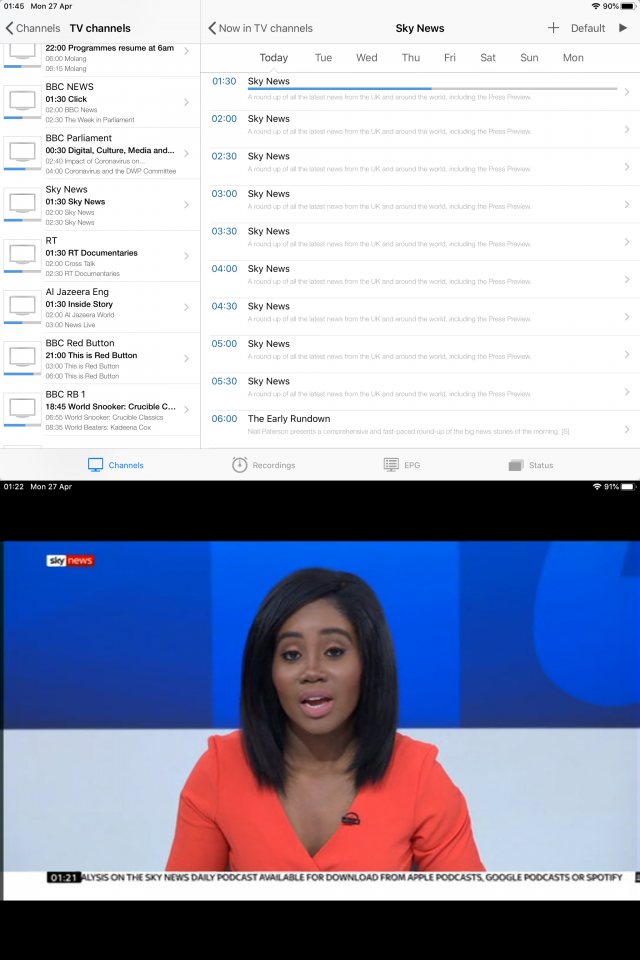 01:45 Mon 27 Apr
90%
Channels
TV channels
22:00 Programmes resume at 6am
06:00 Molang
06:15 Molang
BBC NEWS
01:30 Click
02:00 BBC News
02:30 The Week in Parliament
BBC Parliament
00:30 Digital, Culture, Media and...
02:40 Impact of Coronavirus on...
04:00 Coronavirus and the DWP Committee
Sky News
01:30 Sky News
02:00 Sky News
02:30 Sky News
RT
01:30 RT Documentaries
02:00 Cross Talk
02:30 RT Documentaries
Al Jazeera Eng
01:30 Inside Story
02:00 Al Jazeera World
03:00 News Live
BBC Red Button
21:00 This is Red Button
03:00 This is Red Button
06:00 This is Red Button
BBC RB 1
18:45 World Snooker: Crucible C...
06:55 World Snooker: Crucible Classics
08:35 World Beaters: Kadeena Cox
Now in TV channels
Sky News
Default
Today Tue Wed Thu Fri Sat Sun Mon
01:30 Sky News
A round up of all the latest news from the UK and around the world, including the Press Preview.
02:00 Sky News
A round up of all the latest news from the UK and around the world, including the Press Preview.
02:30 Sky News
A round up of all the latest news from the UK and around the world, including the Press Preview.
03:00 Sky News
A round up of all the latest news from the UK and around the world, including the Press Preview.
03:30 Sky News
A round up of all the latest news from the UK and around the world, including the Press Preview.
04:00 Sky News
A round up of all the latest news from the UK and around the world, including the Press Preview.
04:30 Sky News
A round up of all the latest news from the UK and around the world, including the Press Preview.
05:00 Sky News
A round up of all the latest news from the UK and around the world, including the Press Preview.
05:30 Sky News
A round up of all the latest news from the UK and around the world, including the Press Preview.
06:00 The Early Rundown
Niall Paterson presents a comprehensive and fast-paced round-up of the big news stories of the morning. [S]
Channels
Recordings
EPG
Status
01:22 Mon 27 Apr
91%
sky news
01:21 ALYSIS ON THE SKY NEWS DAILY PODCAST AVAILABLE FOR DOWNLOAD FROM APPLE PODCASTS, GOOGLE PODCASTS OR SPOTIFY